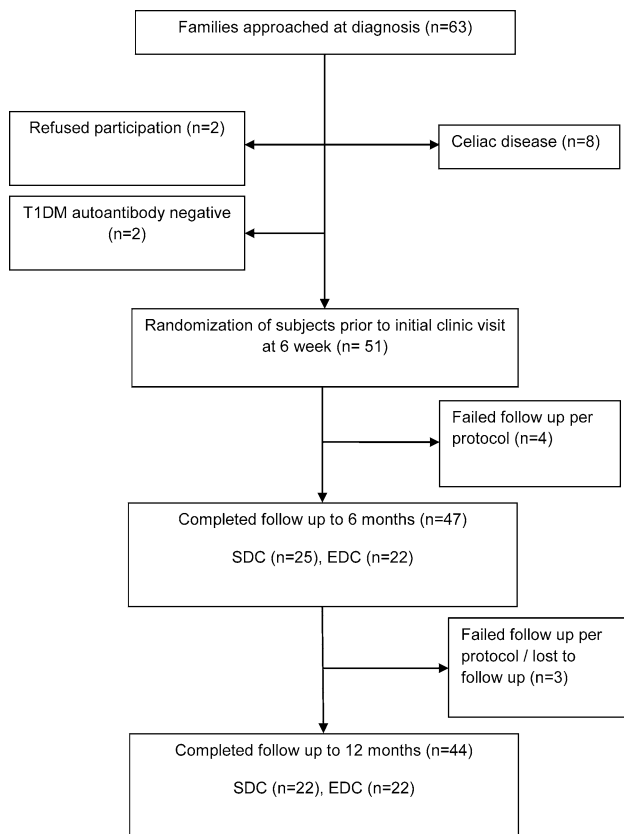 Families approached at diagnosis (n=63)
Refused participation (n=2)
Celiac disease (n=8)
T1DM autoantibody negative
(n=2)
Randomization of subjects prior to initial clinic visit
at 6 week (n= 51)
Failed follow up per
protocol (n=4)
Completed follow up to 6 months (n=47)
SDC (n=25), EDC (n=22)
Failed follow up per
protocol / lost to
follow up (n=3)
Completed follow up to 12 months (n=44)
SDC (n=22), EDC (n=22)